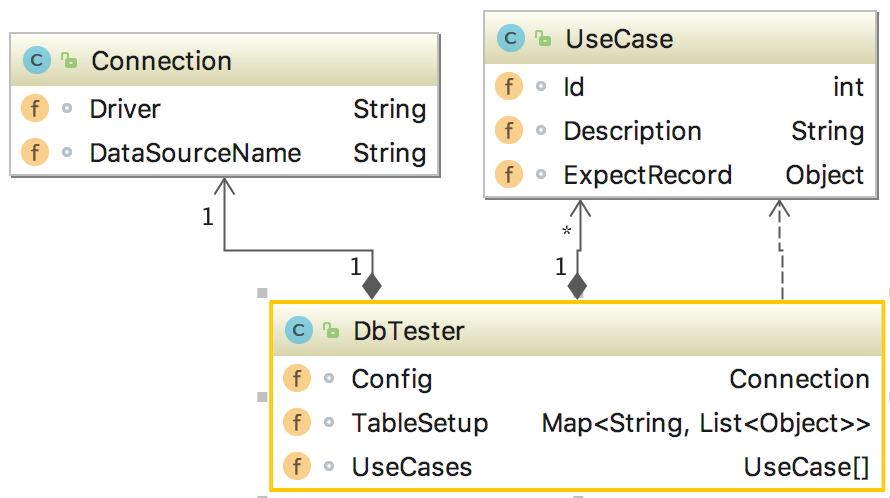 C Connection
f Driver String
f DataSourceName String
C UseCase
f Id int
f Description String
f ExpectRecord Object
1
1
*
1
C DbTester
f Config Connection
f TableSetup Map<String, List<Object>>
f UseCases UseCase[]